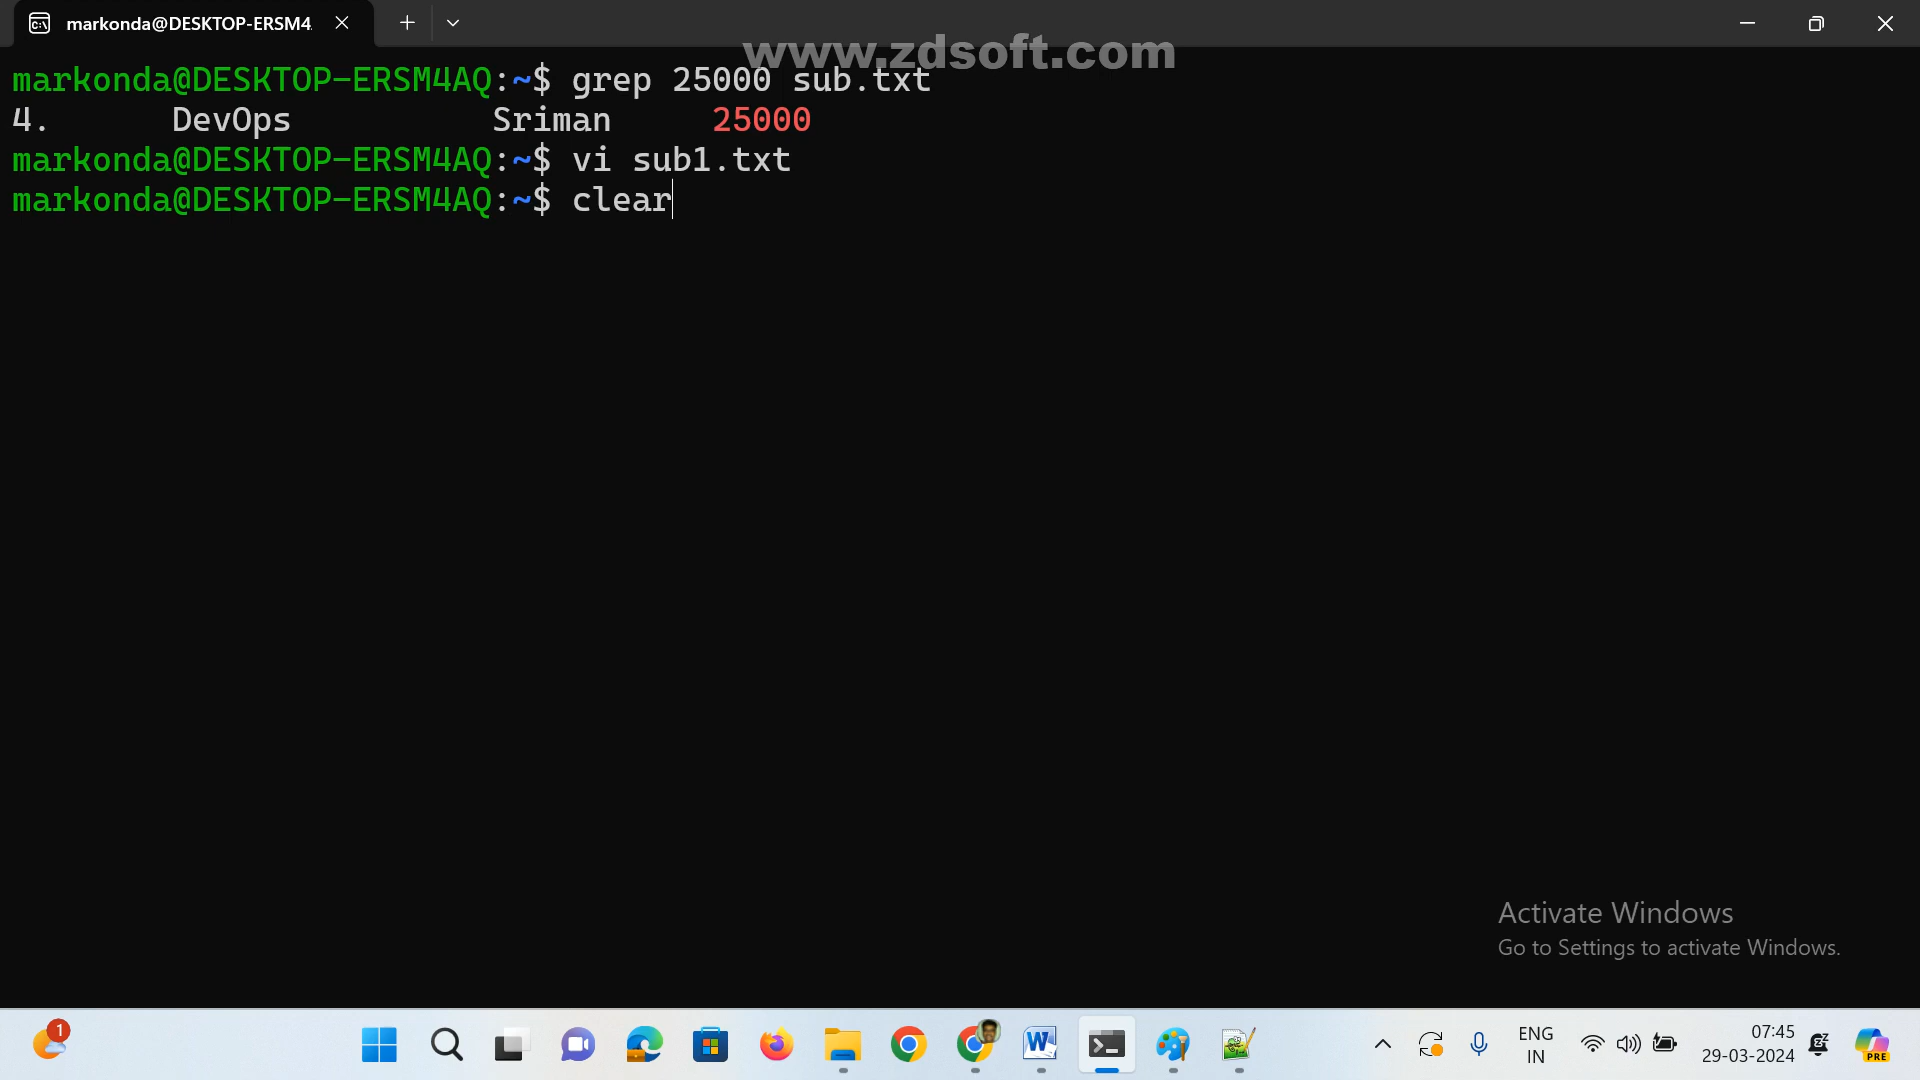 markonda@DESKTOP-ERSM4
www.zdsoft.com
markonda@DESKTOP-ERSM4AQ:~$ grep 25000 sub.txt
4. DevOps Sriman 25000
markonda@DESKTOP-ERSM4AQ:~$ vi sub1.txt
markonda@DESKTOP-ERSM4AQ:~$ clear
Activate Windows
Go to Settings to activate Windows.
1
ENG
IN
07:45
29-03-2024
PRE